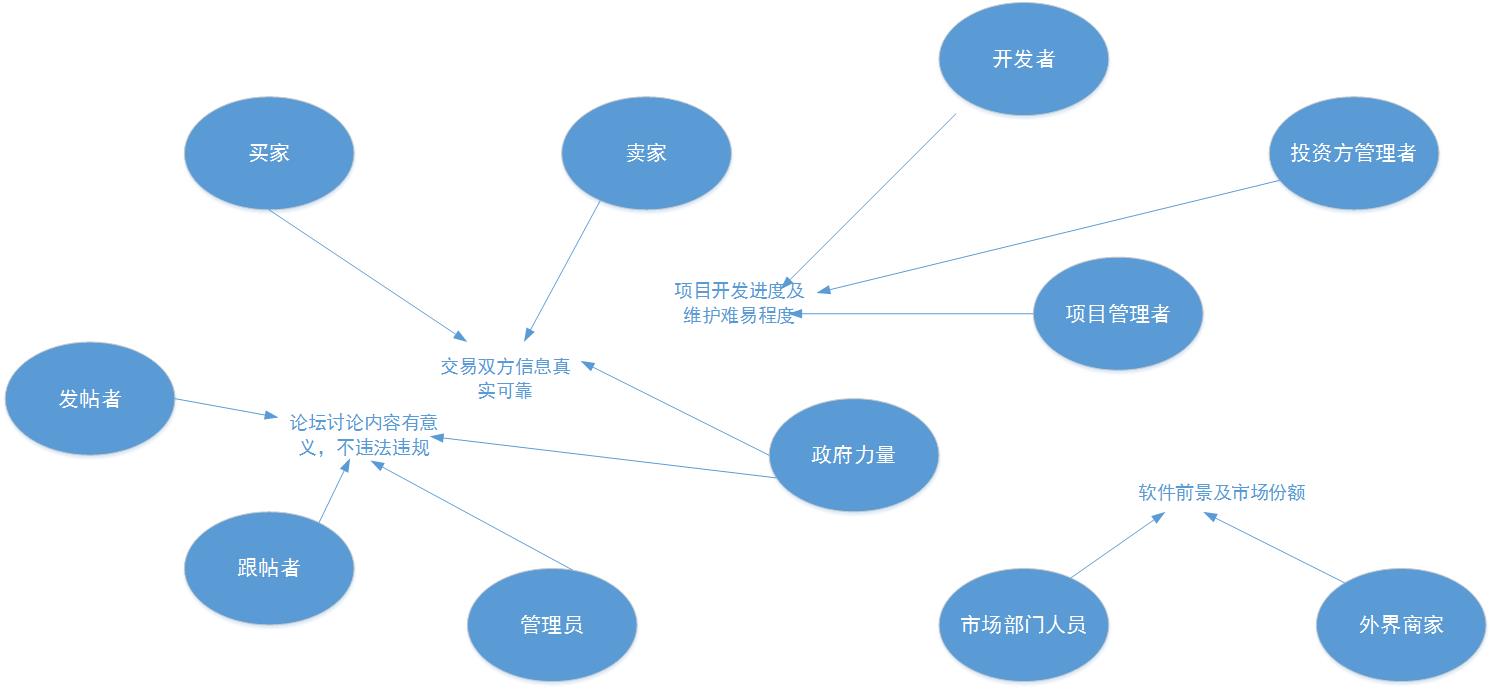 开发者
买家
卖家
投资方管理者
项目开发进度及
维护难易程度
项目管理者
交易双方信息真
实可靠
发帖者
论坛讨论内容有意
义，不违法违规
政府力量
软件前景及市场份额
跟帖者
管理员
市场部门人员
外界商家